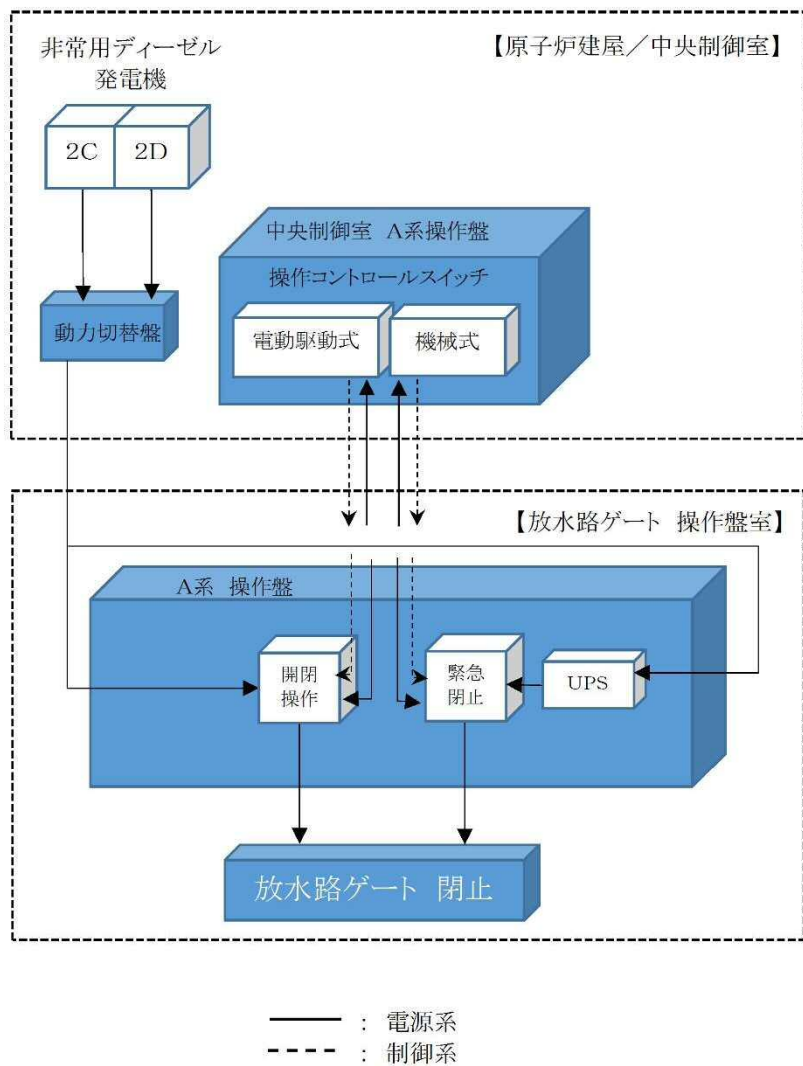 非常用ディーゼル
発電機
【原子炉建屋／中央制御室】
2C
2D
中央制御室 A系操作盤
操作コントロールスイッチ
動力切替盤
電動駆動式
機械式
【放水路ゲート 操作盤室】
A系 操作盤
開閉
操作
緊急
閉止
UPS
放水路ゲート 閉止
： 電源系
： 制御系